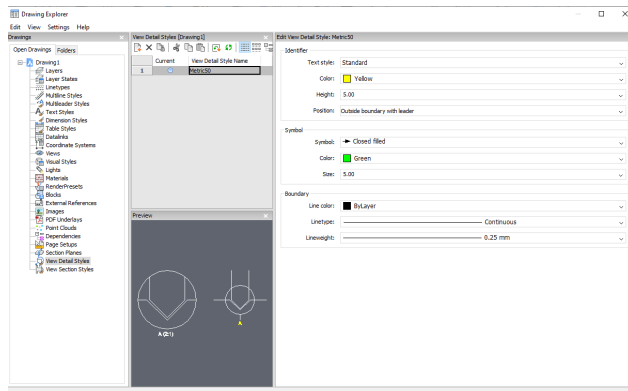 Drawing Explorer
Edit View Settings Help
Drawings
Open Drawings Folders
Drawing1
Layers
Layer States
Linetypes
Multiline Styles
Multileader Styles
Text Styles
Dimension Styles
Table Styles
Datalinks
Coordinate Systems
Views
Visual Styles
Lights
Materials
RenderPresets
Blocks
External References
Images
PDF Underlays
Point Clouds
Dependencies
Page Setups
Section Planes
View Detail Styles
View Section Styles
View Detail Styles [Drawing1]
Current View Detail Style Name
1 Metric50
Preview
A (2:1)
A
Edit View Detail Style: Metric50
Identifier
Text style: Standard
Color: Yellow
Height: 5.00
Position: Outside boundary with leader
Symbol
Symbol: Closed filled
Color: Green
Size: 5.00
Boundary
Line color: ByLayer
Linetype: Continuous
Lineweight: 0.25 mm